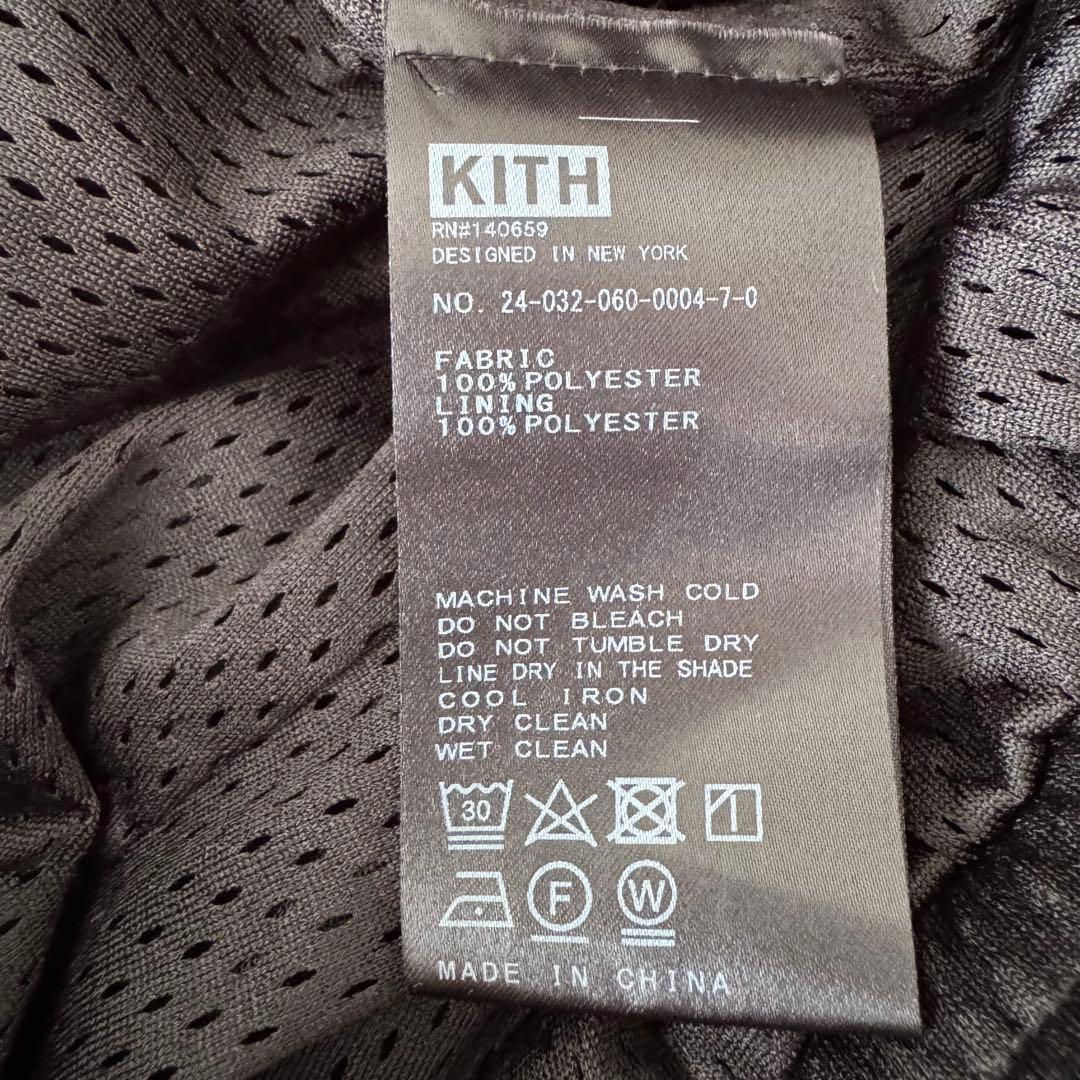 KITH
RN#140659
DESIGNED IN NEW YORK
NO. 24-032-060-0004-7-0
FABRIC
100%POLYESTER
LINING
100%POLYESTER
MACHINE WASH COLD
DO NOT BLEACH
DO NOT TUMBLE DRY
LINE DRY IN THE SHADE
COOL IRON
DRY CLEAN
WET CLEAN
30
F W
MADE IN CHINA